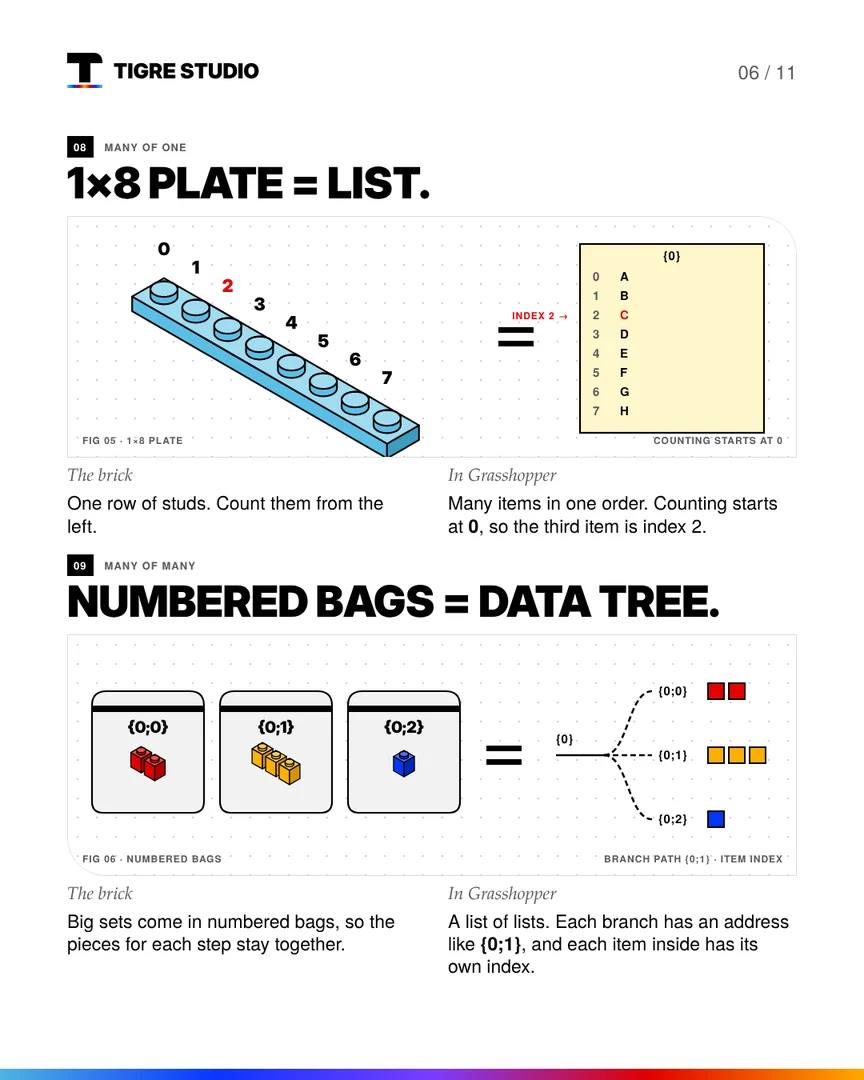 TIGRE STUDIO
06 / 11
08 MANY OF ONE
1×8 PLATE = LIST.
0
1
2
3
4
5
6
7
=
INDEX 2 →
{0}
0 A
1 B
2 C
3 D
4 E
5 F
6 G
7 H
FIG 05 · 1×8 PLATE
COUNTING STARTS AT 0
The brick
One row of studs. Count them from the
left.
In Grasshopper
Many items in one order. Counting starts
at 0, so the third item is index 2.
09 MANY OF MANY
NUMBERED BAGS = DATA TREE.
{0;0}
{0;1}
{0;2}
=
{0}
{0;0}
{0;1}
{0;2}
FIG 06 · NUMBERED BAGS
BRANCH PATH {0;1} · ITEM INDEX
The brick
Big sets come in numbered bags, so the
pieces for each step stay together.
In Grasshopper
A list of lists. Each branch has an address
like {0;1}, and each item inside has its
own index.